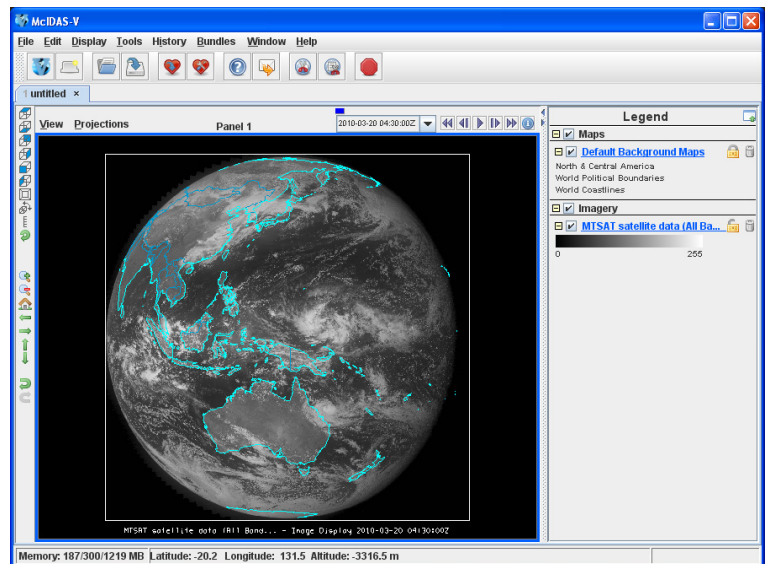 McIDAS-V
File Edit Display Tools History Bundles Window Help
1 untitled ×
View Projections Panel 1 2010-03-20 04:30:00Z
Legend
Maps
Default Background Maps
North & Central America
World Political Boundaries
World Coastlines
Imagery
MTSAT satellite data (All Ba...
0 255
MTSAT satellite data (All Band... - Image Display 2010-03-20 04:30:00Z
Memory: 187/300/1219 MB Latitude: -20.2 Longitude: 131.5 Altitude: -3316.5 m